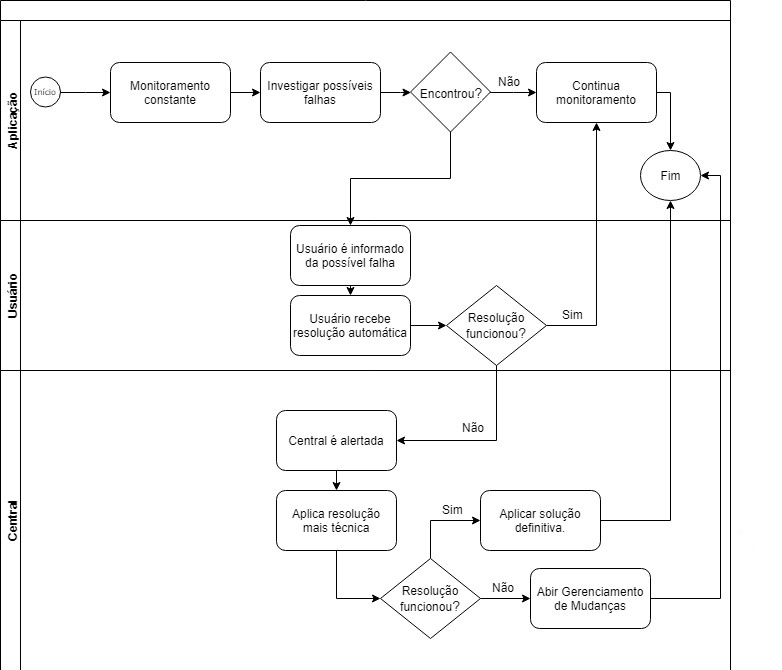 Aplicação
Início
Monitoramento
constante
Investigar possíveis
falhas
Encontrou?
Não
Continua
monitoramento
Fim
Usuário
Usuário é informado
da possível falha
Usuário recebe
resolução automática
Resolução
funcionou?
Sim
Central
Não
Central é alertada
Aplica resolução
mais técnica
Sim
Aplicar solução
definitiva.
Resolução
funcionou?
Não
Abir Gerenciamento
de Mudanças